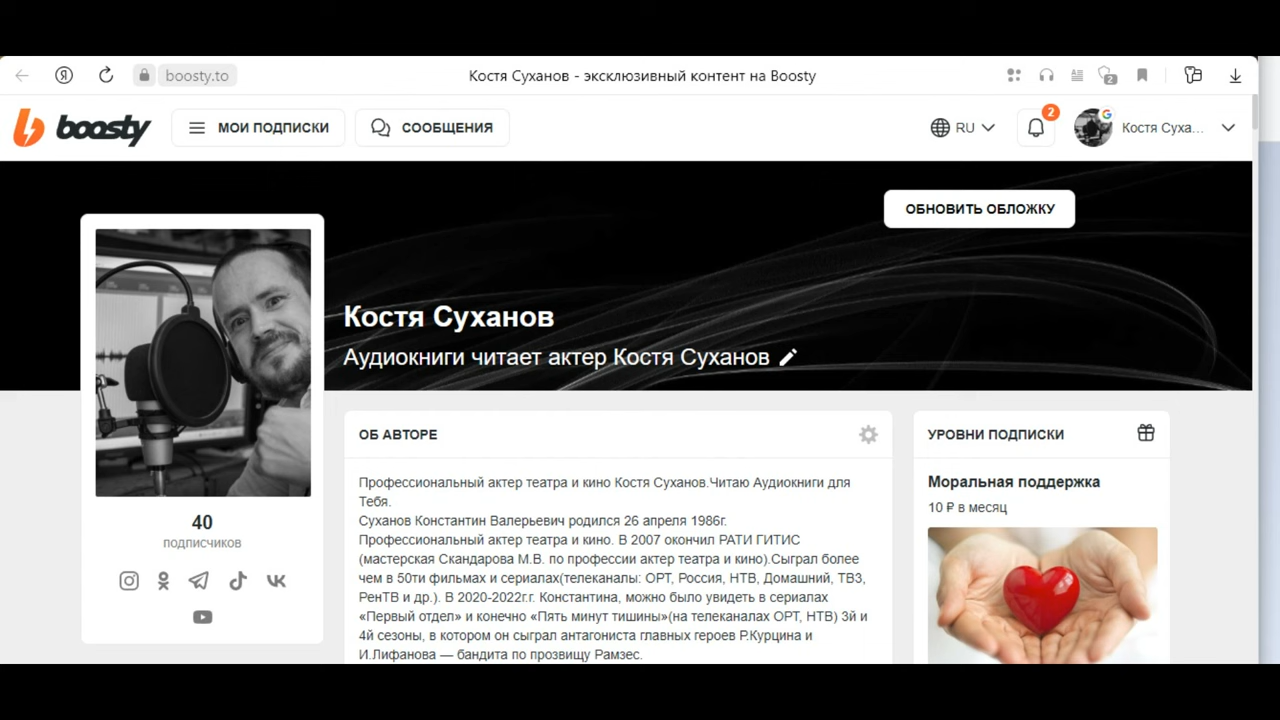 boosty.to
Костя Суханов - эксклюзивный контент на Boosty
2
boosty
МОИ ПОДПИСКИ
СООБЩЕНИЯ
RU
2
Костя Суха...
ОБНОВИТЬ ОБЛОЖКУ
Костя Суханов
Аудиокниги читает актер Костя Суханов
40
подписчиков
ОБ АВТОРЕ
Профессиональный актер театра и кино Костя Суханов.Читаю Аудиокниги для
Тебя.
Суханов Константин Валерьевич родился 26 апреля 1986г.
Профессиональный актер театра и кино. В 2007 окончил РАТИ ГИТИС
(мастерская Скандарова М.В. по профессии актер театра и кино).Сыграл более
чем в 50ти фильмах и сериалах(телеканалы: ОРТ, Россия, НТВ, Домашний, ТВ3,
РенТВ и др.). В 2020-2022г.г. Константина, можно было увидеть в сериалах
«Первый отдел» и конечно «Пять минут тишины»(на телеканалах ОРТ, НТВ) 3й и
4й сезоны, в котором он сыграл антагониста главных героев Р.Курцина и
И.Лифанова — бандита по прозвищу Рамзес.
УРОВНИ ПОДПИСКИ
Моральная поддержка
10 ₽ в месяц